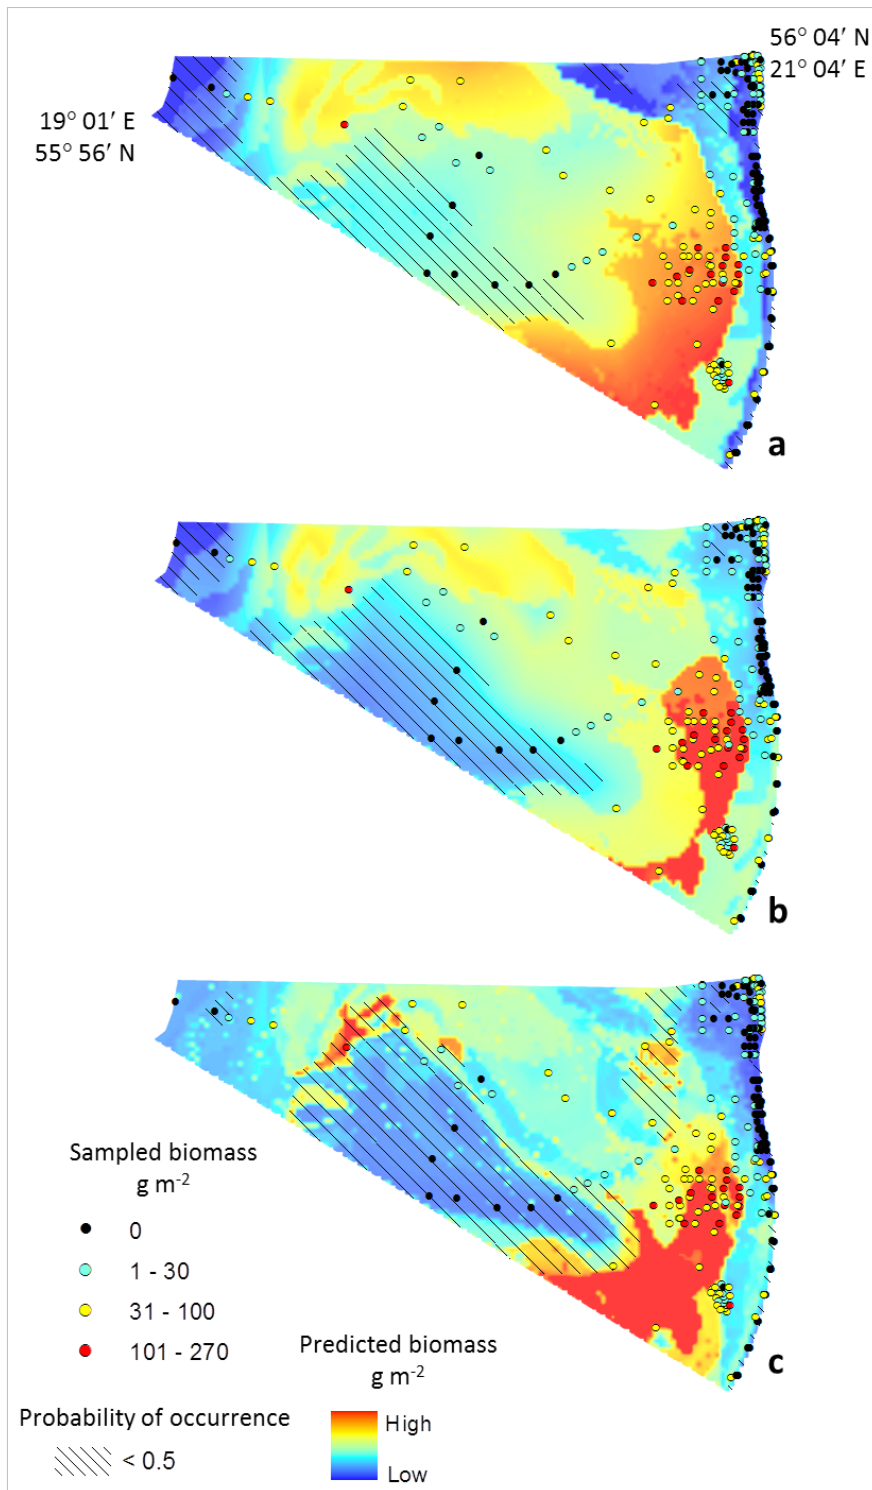 56° 04′ N
21° 04′ E
19° 01′ E
55° 56′ N
a
b
c
Sampled biomass
g m-2
0
1 - 30
31 - 100
101 - 270
Predicted biomass
g m-2
High
Low
Probability of occurrence
< 0.5